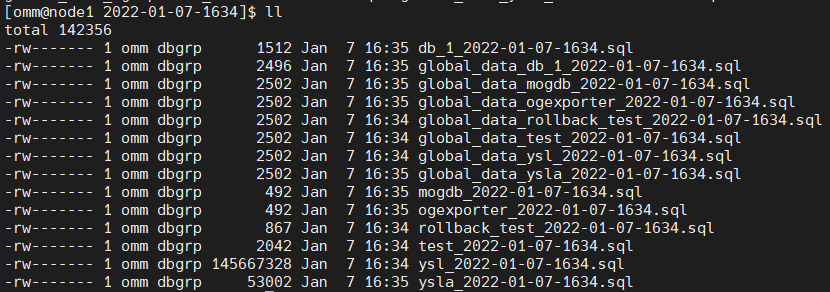 [omm@node1 2022-01-07-1634]$ ll
total 142356
-rw------- 1 omm dbgrp      1512 Jan  7 16:35 db_1_2022-01-07-1634.sql
-rw------- 1 omm dbgrp      2496 Jan  7 16:35 global_data_db_1_2022-01-07-1634.sql
-rw------- 1 omm dbgrp      2502 Jan  7 16:35 global_data_mogdb_2022-01-07-1634.sql
-rw------- 1 omm dbgrp      2502 Jan  7 16:35 global_data_ogexporter_2022-01-07-1634.sql
-rw------- 1 omm dbgrp      2502 Jan  7 16:34 global_data_rollback_test_2022-01-07-1634.sql
-rw------- 1 omm dbgrp      2502 Jan  7 16:34 global_data_test_2022-01-07-1634.sql
-rw------- 1 omm dbgrp      2502 Jan  7 16:34 global_data_ysl_2022-01-07-1634.sql
-rw------- 1 omm dbgrp      2502 Jan  7 16:34 global_data_ysla_2022-01-07-1634.sql
-rw------- 1 omm dbgrp       492 Jan  7 16:35 mogdb_2022-01-07-1634.sql
-rw------- 1 omm dbgrp       492 Jan  7 16:35 ogexporter_2022-01-07-1634.sql
-rw------- 1 omm dbgrp       867 Jan  7 16:34 rollback_test_2022-01-07-1634.sql
-rw------- 1 omm dbgrp      2042 Jan  7 16:34 test_2022-01-07-1634.sql
-rw------- 1 omm dbgrp 145667328 Jan  7 16:34 ysl_2022-01-07-1634.sql
-rw------- 1 omm dbgrp     53002 Jan  7 16:35 ysla_2022-01-07-1634.sql